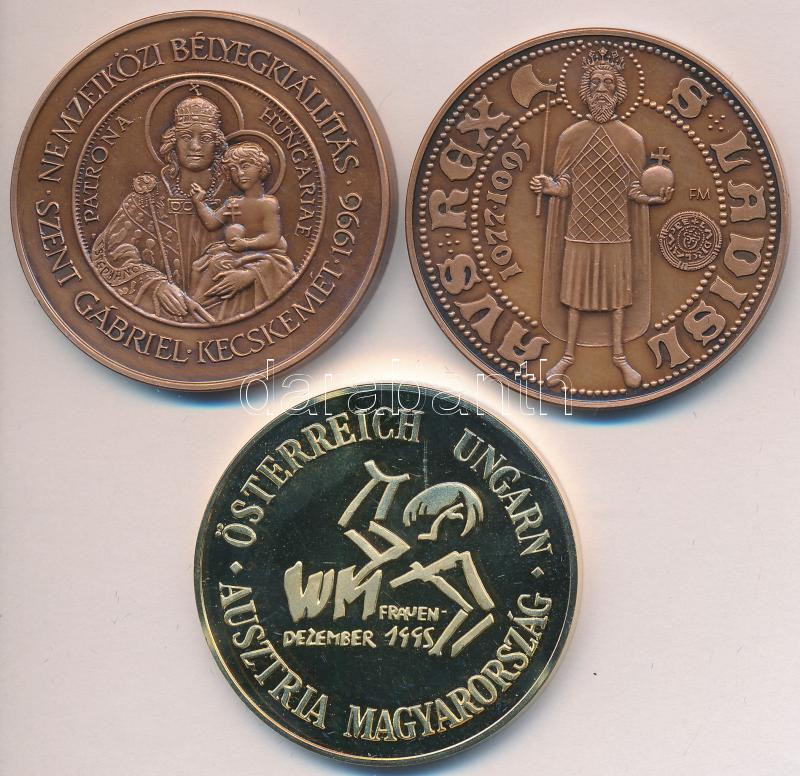 SZENT GÁBRIEL · NEMZETKÖZI BÉLYEGKIÁLLÍTÁS · KECSKEMÉT · 1996
PATRONA HUNGARIAE
S · LADISLAVS · REX
1077-1095
FM
darabanth
ÖSTERREICH UNGARN
WM FRAUEN-
DEZEMBER 1995
AUSZTRIA MAGYARORSZÁG